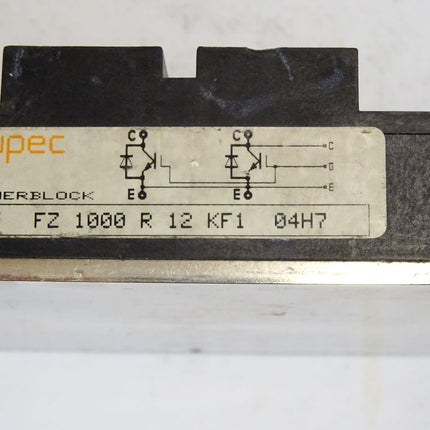 upec
C C C
G
E E E
ERBLOCK
FZ 1000 R 12 KF1 04H7